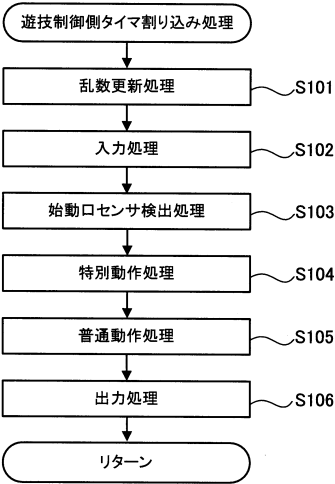 遊技制御側タイマ割り込み処理
乱数更新処理
S101
入力処理
S102
始動口センサ検出処理
S103
特別動作処理
S104
普通動作処理
S105
出力処理
S106
リターン